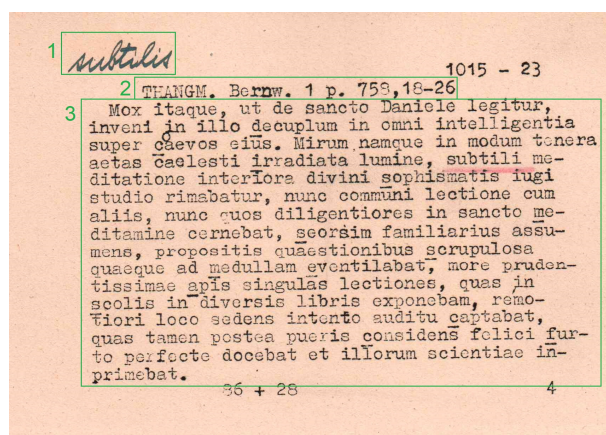 1 subtilis
1015 - 23
2 THANGM. Bernw. 1 p. 758,18-26
3 Mox itaque, ut de sancto Daniele legitur,
inveni in illo decuplum in omni intelligentia
super caevos eius. Mirum namque in modum tenera
aetas caelesti irradiata lumine, subtili me-
ditatione interiora divini sophismatis iugi
studio rimabatur, nunc communi lectione cum
aliis, nunc quos diligentiores in sancto me-
ditamine cernebat, seorsim familiarius assu-
mens, propositis quaestionibus scrupulosa
quaeque ad medullam eventilabat, more pruden-
tissimae apis singulas lectiones, quas in
scolis in diversis libris exponebam, remo-
tiori loco sedens intento auditu captabat,
quas tamen postea pueris considens felici fur-
to perfecte docebat et illorum scientiae in-
primebat.
86 + 28 4